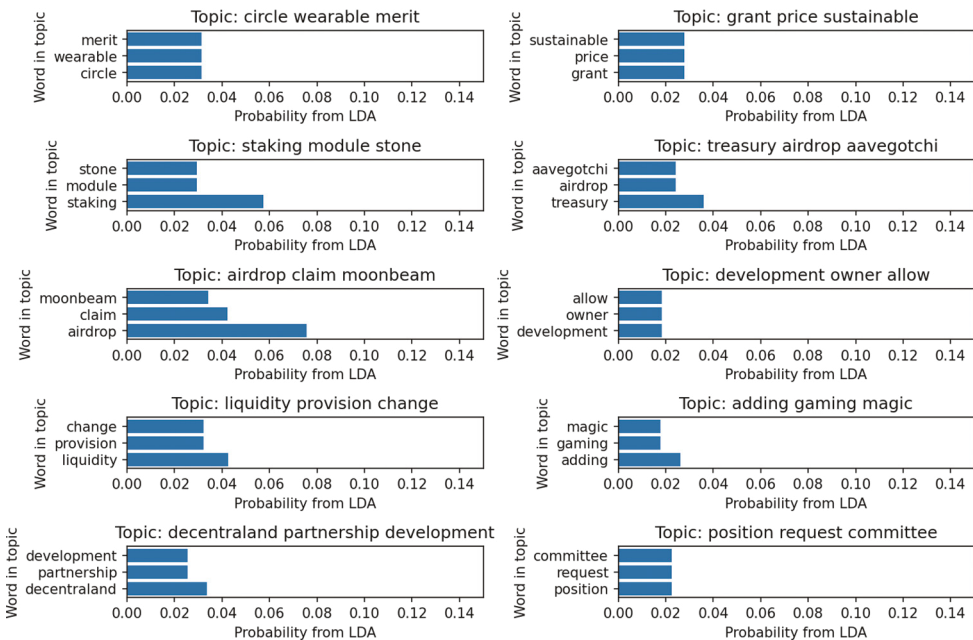 Topic: circle wearable merit
Word in topic
merit
wearable
circle
0.00 0.02 0.04 0.06 0.08 0.10 0.12 0.14
Probability from LDA
Topic: grant price sustainable
Word in topic
sustainable
price
grant
0.00 0.02 0.04 0.06 0.08 0.10 0.12 0.14
Probability from LDA
Topic: staking module stone
Word in topic
stone
module
staking
0.00 0.02 0.04 0.06 0.08 0.10 0.12 0.14
Probability from LDA
Topic: treasury airdrop aavegotchi
Word in topic
aavegotchi
airdrop
treasury
0.00 0.02 0.04 0.06 0.08 0.10 0.12 0.14
Probability from LDA
Topic: airdrop claim moonbeam
Word in topic
moonbeam
claim
airdrop
0.00 0.02 0.04 0.06 0.08 0.10 0.12 0.14
Probability from LDA
Topic: development owner allow
Word in topic
allow
owner
development
0.00 0.02 0.04 0.06 0.08 0.10 0.12 0.14
Probability from LDA
Topic: liquidity provision change
Word in topic
change
provision
liquidity
0.00 0.02 0.04 0.06 0.08 0.10 0.12 0.14
Probability from LDA
Topic: adding gaming magic
Word in topic
magic
gaming
adding
0.00 0.02 0.04 0.06 0.08 0.10 0.12 0.14
Probability from LDA
Topic: decentraland partnership development
Word in topic
development
partnership
decentraland
0.00 0.02 0.04 0.06 0.08 0.10 0.12 0.14
Probability from LDA
Topic: position request committee
Word in topic
committee
request
position
0.00 0.02 0.04 0.06 0.08 0.10 0.12 0.14
Probability from LDA